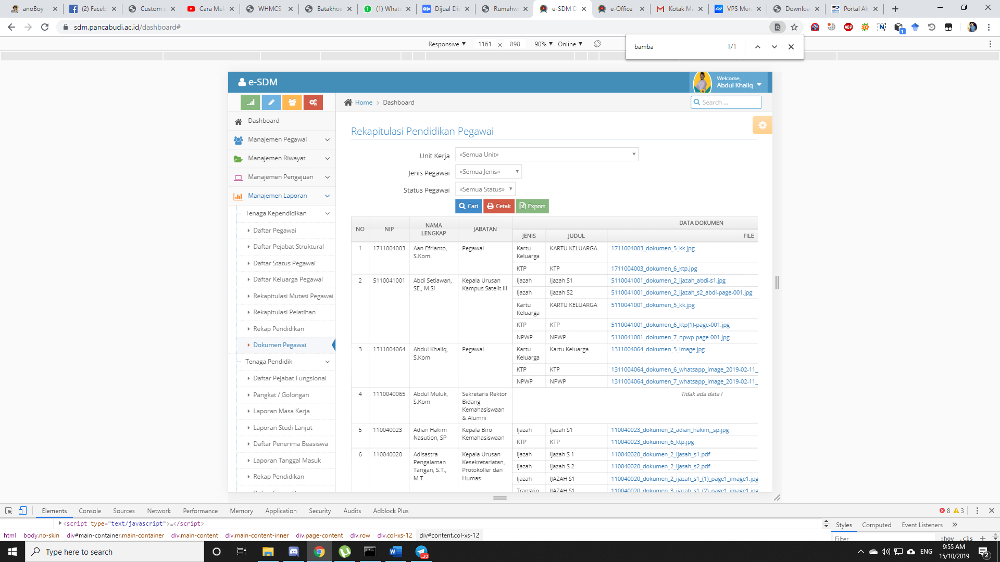 anoBoy -
(2) Faceb
Custom c
Cara Mel
WHMCS
Batakhos
(1) Whats
Dijual Dis
Rumahw
e-SDM D
e-Office
Kotak Ma
VPS Mur
Downloa
Portal Ak
sdm.pancabudi.ac.id/dashboard#
bamba 1/1
Responsive 1161 x 898 90% Online
e-SDM
Welcome,
Abdul Khaliq
Home > Dashboard
Search ...
Dashboard
Manajemen Pegawai
Manajemen Riwayat
Manajemen Pengajuan
Manajemen Laporan
Tenaga Kependidikan
Daftar Pegawai
Daftar Pejabat Struktural
Daftar Status Pegawai
Daftar Keluarga Pegawai
Rekapitulasi Mutasi Pegawai
Rekapitulasi Pelatihan
Rekap Pendidikan
Dokumen Pegawai
Tenaga Pendidik
Daftar Pejabat Fungsional
Pangkat / Golongan
Laporan Masa Kerja
Laporan Studi Lanjut
Daftar Penerima Beasiswa
Laporan Tanggal Masuk
Rekap Pendidikan
Rekapitulasi Pendidikan Pegawai
Unit Kerja «Semua Unit»
Jenis Pegawai «Semua Jenis»
Status Pegawai «Semua Status»
Cari Cetak Export
NO NIP NAMA LENGKAP JABATAN DATA DOKUMEN
JENIS JUDUL FILE
1 1711004003 Aan Efrianto, S.Kom. Pegawai Kartu Keluarga KARTU KELUARGA 1711004003_dokumen_5_kk.jpg
KTP KTP 1711004003_dokumen_6_ktp.jpg
2 5110041001 Abdi Setiawan, SE., M.Si Kepala Urusan Kampus Satelit III Ijazah Ijazah S1 5110041001_dokumen_2_ijazah_abdi-s1.jpg
Ijazah Ijazah S2 5110041001_dokumen_2_ijazah_s2_abdi-page-001.jpg
Kartu Keluarga KARTU KELUARGA 5110041001_dokumen_5_kk.jpg
KTP KTP 5110041001_dokumen_6_ktp(1)-page-001.jpg
NPWP NPWP 5110041001_dokumen_7_npwp-page-001.jpg
3 1311004064 Abdul Khaliq, S.Kom Pegawai Kartu Keluarga Kartu Keluarga 1311004064_dokumen_5_image.jpg
KTP KTP 1311004064_dokumen_6_whatsapp_image_2019-02-11_
NPWP NPWP 1311004064_dokumen_7_whatsapp_image_2019-02-11_
4 1110040065 Abdul Muluk, S.Kom Sekretaris Rektor Bidang Kemahasiswaan & Alumni Tidak ada data !
5 110040023 Adian Hakim Nasution, SP Kepala Biro Kemahasiswaan Ijazah Ijazah S1 110040023_dokumen_2_adian_hakim,_sp.jpg
KTP KTP 110040023_dokumen_6_ktp.jpg
6 110040020 Adisastra Pengalaman Tarigan, S.T., M.T Kepala Urusan Kesekretariatan, Protokoller dan Humas Ijazah Ijazah S 1 110040020_dokumen_2_ijasah_s1.pdf
Ijazah Ijazah S 2 110040020_dokumen_2_ijasah_s2.pdf
Ijazah IJAZAH S1 110040020_dokumen_2_ijazah_s1_(1)_page1_image1.jpg
Transkip IJAZAH S1 110040020_dokumen_3_ijazah_s1_(2)_page1_image1.jpg
Elements Console Sources Network Performance Memory Application Security Audits Adblock Plus 8 3
<script type="text/javascript">…</script>
html body.no-skin div#main-container.main-container div.main-content div.main-content-inner div.page-content div.row div.col-xs-12 div#content.col-xs-12
Styles Computed Event Listeners »
Filter :hov .cls +
Type here to search
20
ENG
9:55 AM
15/10/2019
2